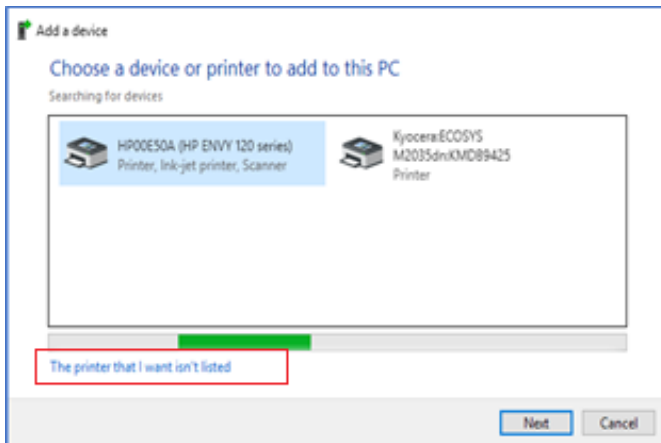 Add a device
Choose a device or printer to add to this PC
Searching for devices
HP00E50A (HP ENVY 120 series)
Printer, Ink-jet printer, Scanner
Kyocera:ECOSYS
M2035dn:KMDB9425
Printer
The printer that I want isn't listed
Next
Cancel